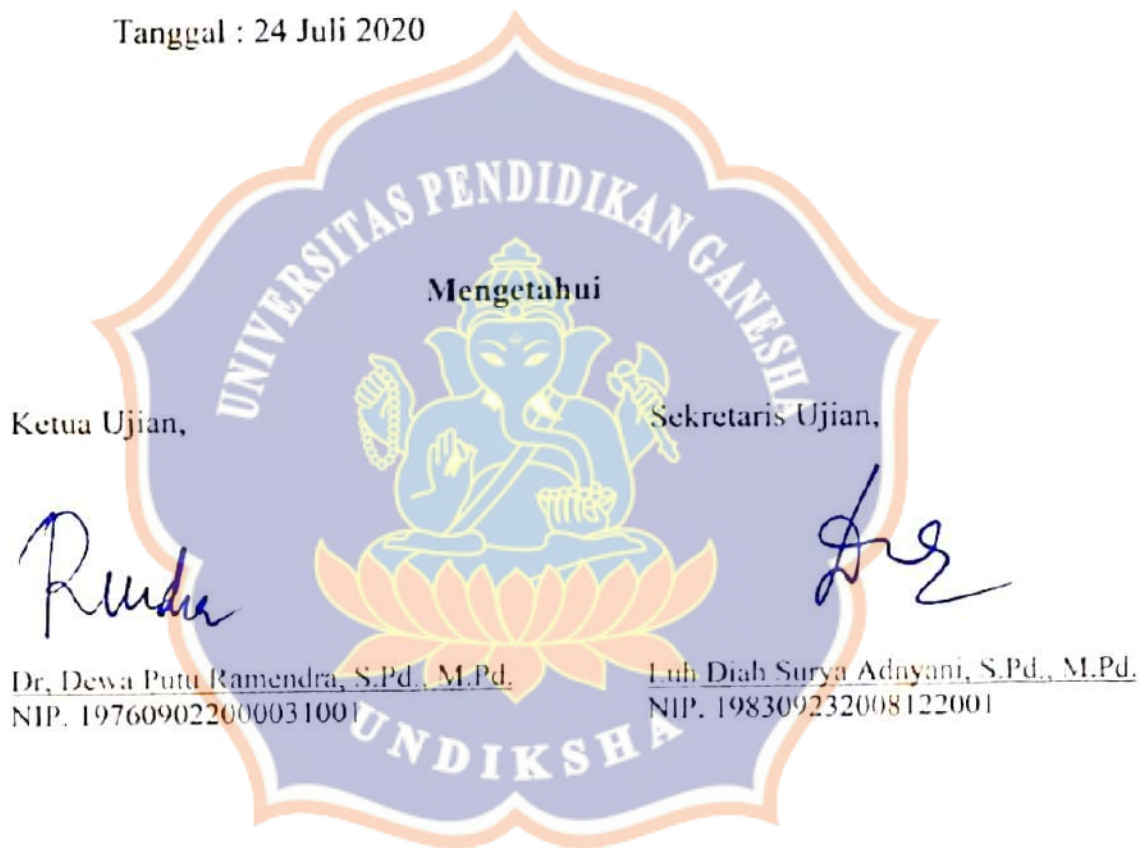 Tanggal : 24 Juli 2020
UNIVERSITAS PENDIDIKAN GANESHA
Mengetahui
Ketua Ujian,
Sekretaris Ujian,
Dr, Dewa Putu Ramendra, S.Pd., M.Pd.
NIP. 197609022000031001
Luh Diah Surya Adnyani, S.Pd., M.Pd.
NIP. 198309232008122001
UNDIKSHA